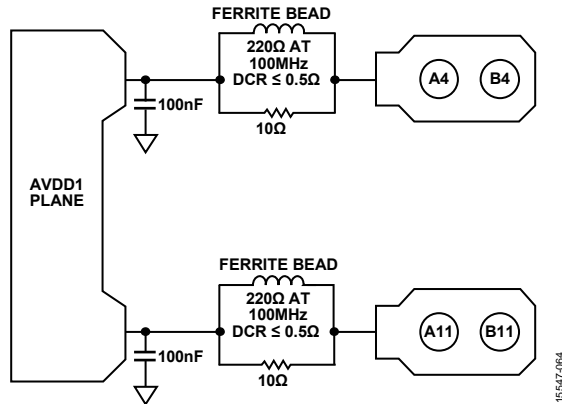 FERRITE BEAD
220Ω AT
100MHz
DCR ≤ 0.5Ω
10Ω
100nF
A4 B4
AVDD1
PLANE
FERRITE BEAD
220Ω AT
100MHz
DCR ≤ 0.5Ω
10Ω
100nF
A11 B11
15547-064